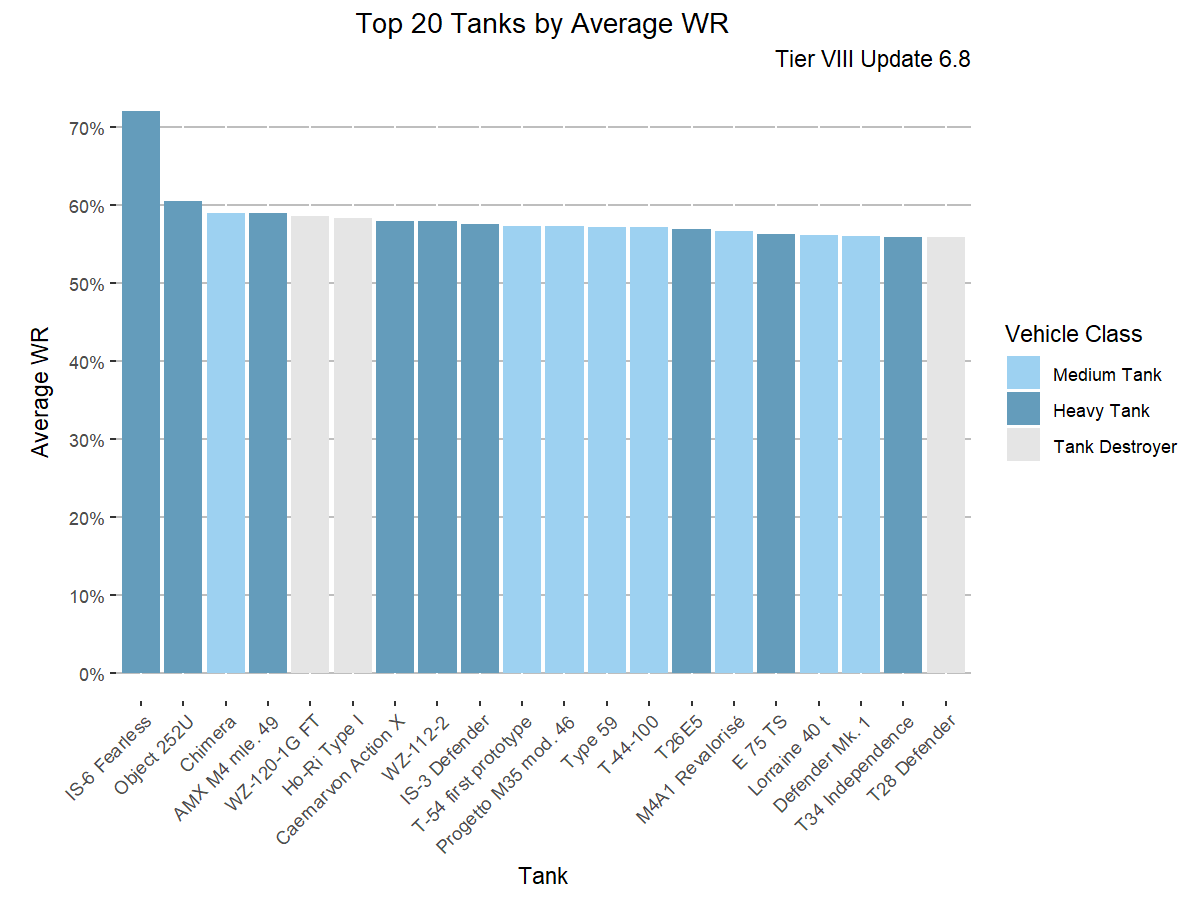 Top 20 Tanks by Average WR
Tier VIII Update 6.8
Average WR
70%
60%
50%
40%
30%
20%
10%
0%
IS-6 Fearless
Object 252U
Chimera
AMX M4 mle. 49
WZ-120-1G FT
Ho-Ri Type I
Caernarvon Action X
WZ-112-2
IS-3 Defender
T-54 first prototype
Progetto M35 mod. 46
Type 59
T-44-100
T26E5
M4A1 Revalorisé
E 75 TS
Lorraine 40 t
Defender Mk. 1
T34 Independence
T28 Defender
Tank
Vehicle Class
Medium Tank
Heavy Tank
Tank Destroyer